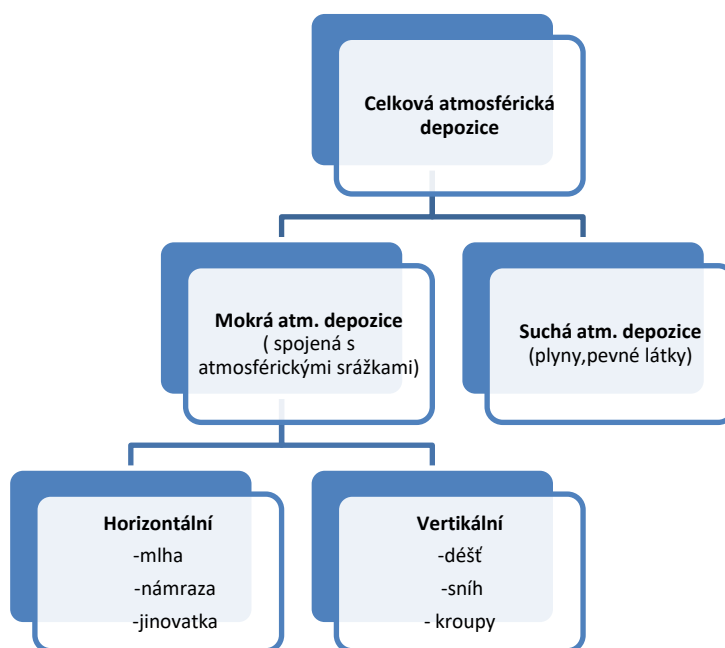 Celková atmosférická
depozice
Mokrá atm. depozice
( spojená s
atmosférickými srážkami)
Suchá atm. depozice
(plyny,pevné látky)
Horizontální
-mlha
-námraza
-jinovatka
Vertikální
-déšť
-sníh
- kroupy